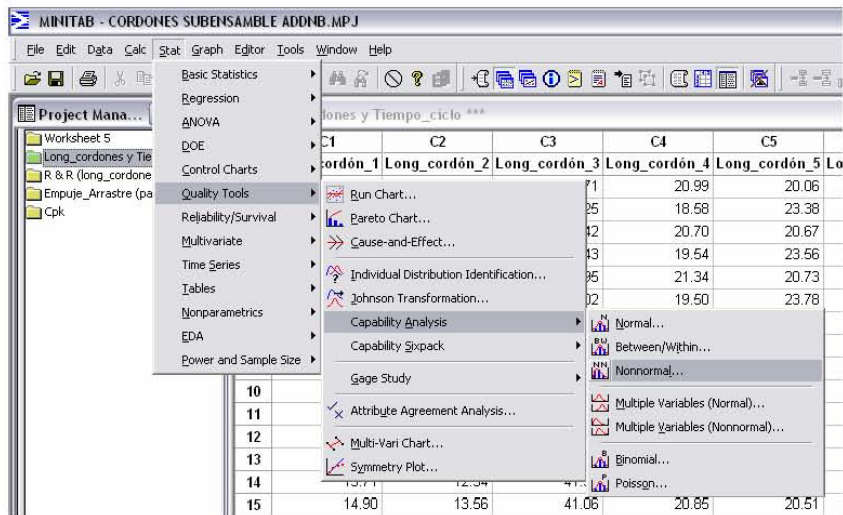 MINITAB - CORDONES SUBENSAMBLE ADDNB.MPJ
File Edit Data Calc Stat Graph Editor Tools Window Help
Project Mana...
dones y Tiempo_ciclo ***
Worksheet 5
Long_cordones y Tie
R & R (long_cordone
Empuje_Arrastre (pa
Cpk
Basic Statistics
Regression
ANOVA
DOE
Control Charts
Quality Tools
Reliability/Survival
Multivariate
Time Series
Tables
Nonparametrics
EDA
Power and Sample Size
Run Chart...
Pareto Chart...
Cause-and-Effect...
Individual Distribution Identification...
Johnson Transformation...
Capability Analysis
Capability Sixpack
Gage Study
Attribute Agreement Analysis...
Multi-Vari Chart...
Symmetry Plot...
Normal...
Between/Within...
Nonnormal...
Multiple Variables (Normal)...
Multiple Variables (Nonnormal)...
Binomial...
Poisson...
C1 C2 C3 C4 C5
cordón_1 Long_cordón_2 Long_cordón_3 Long_cordón_4 Long_cordón_5 Lo
71 20.99 20.06
25 18.58 23.38
42 20.70 20.67
43 19.54 23.56
95 21.34 20.73
02 19.50 23.78
10
11
12
13
14
15 14.90 13.56 41.06 20.85 20.51